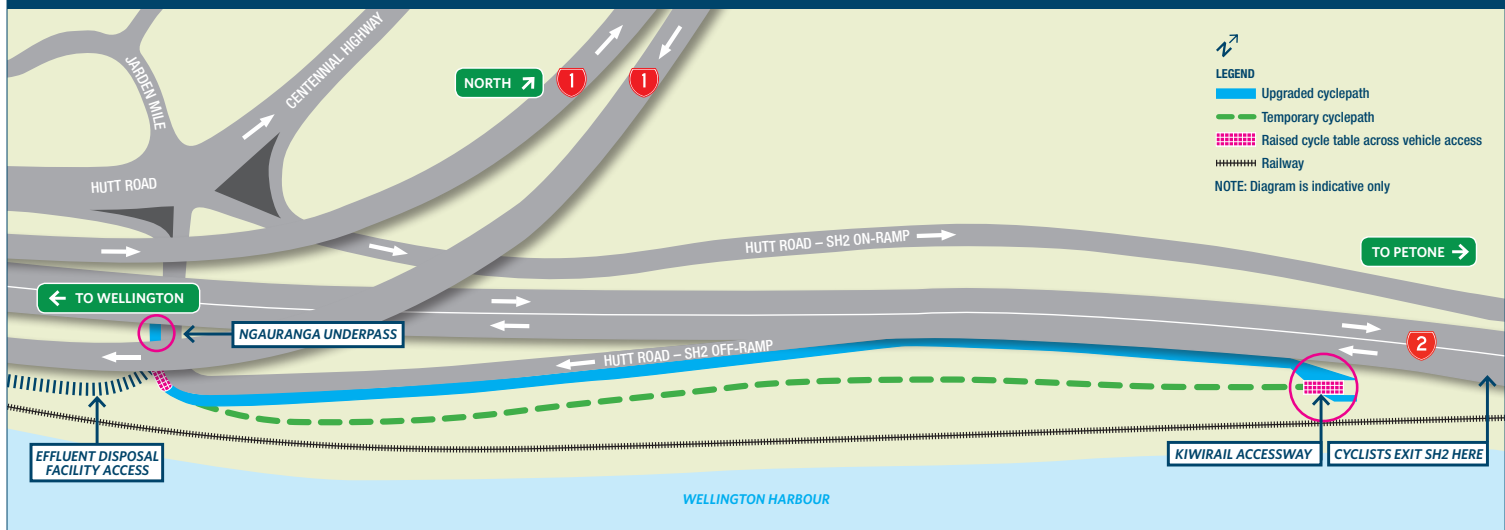 JARDEN MILE
CENTENNIAL HIGHWAY
NORTH
1
1
HUTT ROAD
N
LEGEND
Upgraded cyclepath
Temporary cyclepath
Raised cycle table across vehicle access
Railway
NOTE: Diagram is indicative only
HUTT ROAD – SH2 ON-RAMP
TO PETONE
TO WELLINGTON
NGAURANGA UNDERPASS
HUTT ROAD – SH2 OFF-RAMP
2
EFFLUENT DISPOSAL
FACILITY ACCESS
KIWIRAIL ACCESSWAY
CYCLISTS EXIT SH2 HERE
WELLINGTON HARBOUR